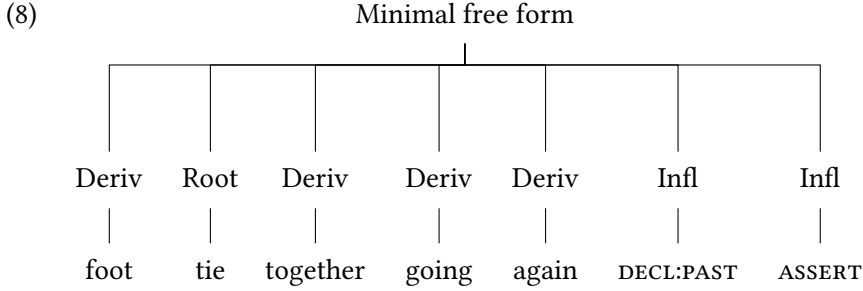 (8) Minimal free form
Deriv Root Deriv Deriv Deriv Infl Infl
foot tie together going again DECL:PAST ASSERT